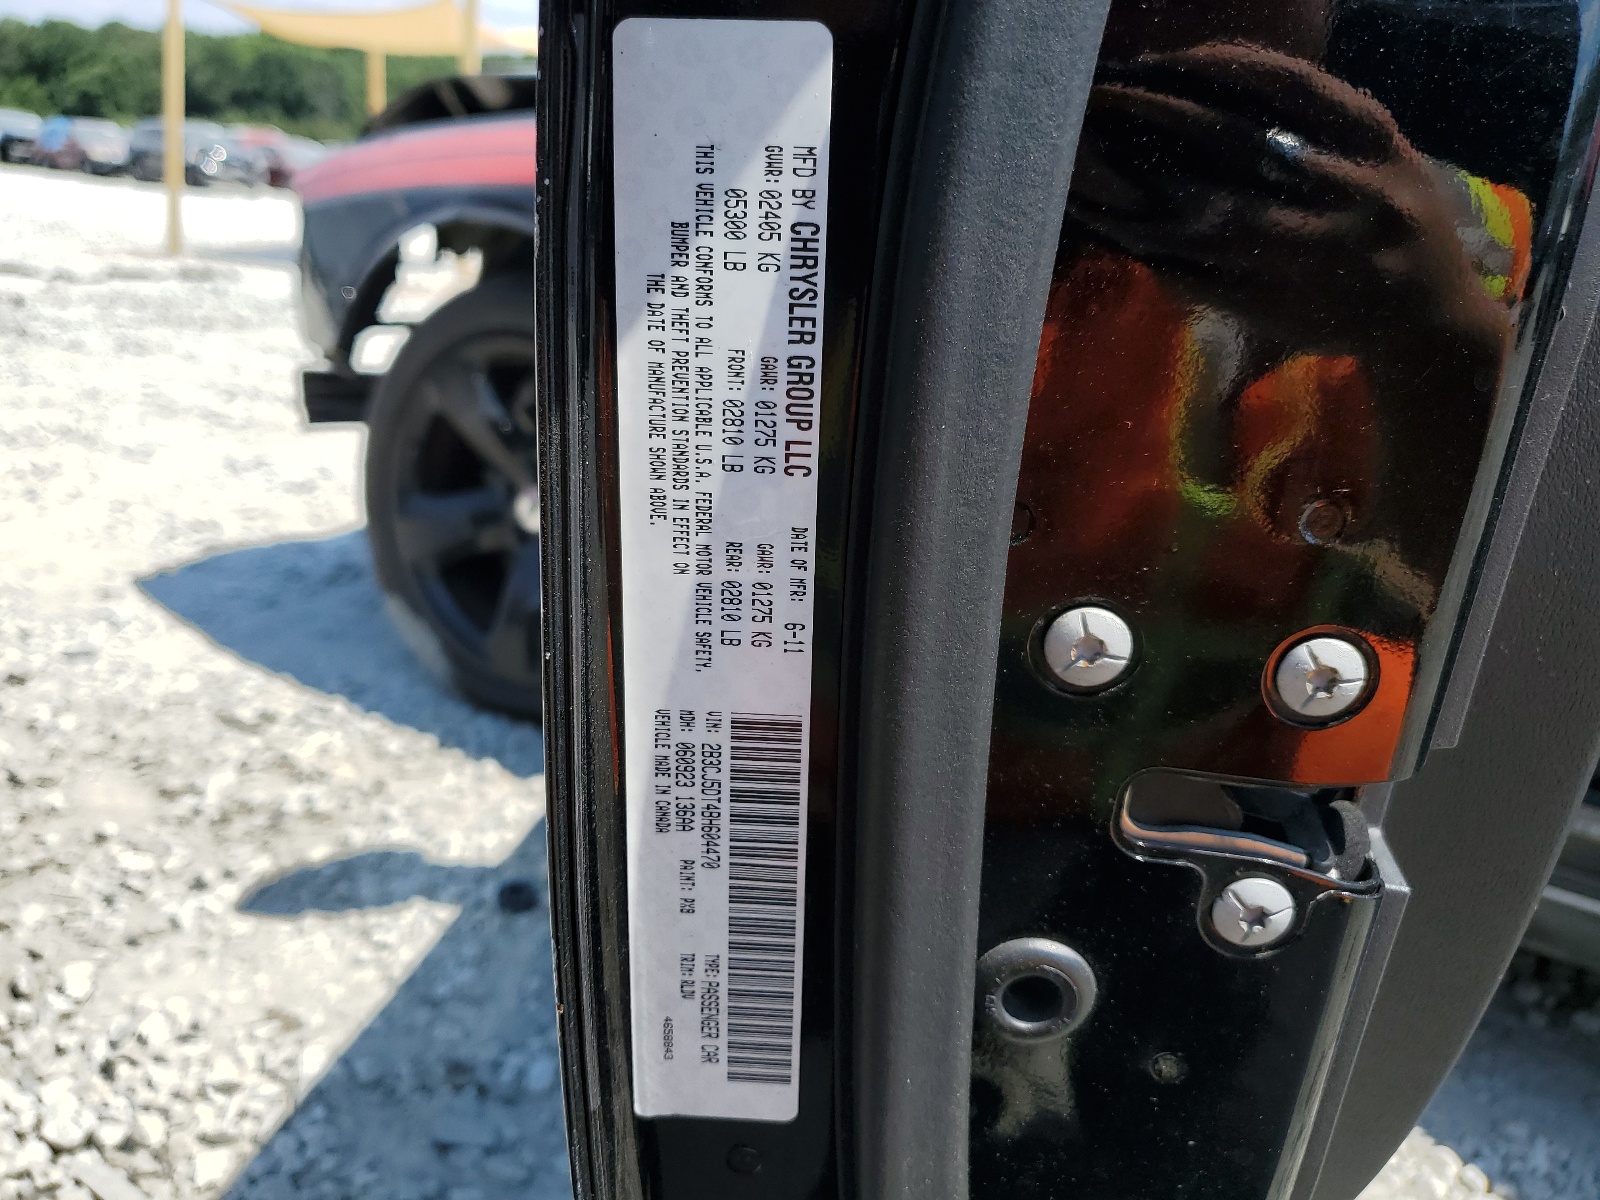 MFD BY CHRYSLER GROUP LLC DATE OF MFR: 6-11
GVWR: 02405 KG GAWR: 01275 KG GAWR: 01275 KG
05300 LB FRONT: 02810 LB REAR: 02810 LB
THIS VEHICLE CONFORMS TO ALL APPLICABLE U.S.A. FEDERAL MOTOR VEHICLE SAFETY,
BUMPER AND THEFT PREVENTION STANDARDS IN EFFECT ON
THE DATE OF MANUFACTURE SHOWN ABOVE.
VIN: 2B3CJ5DT4BH604470 TYPE: PASSENGER CAR
MDH: 060923 136AA PAINT: PX8 TRIM: RLDV
VEHICLE MADE IN CANADA 4658843